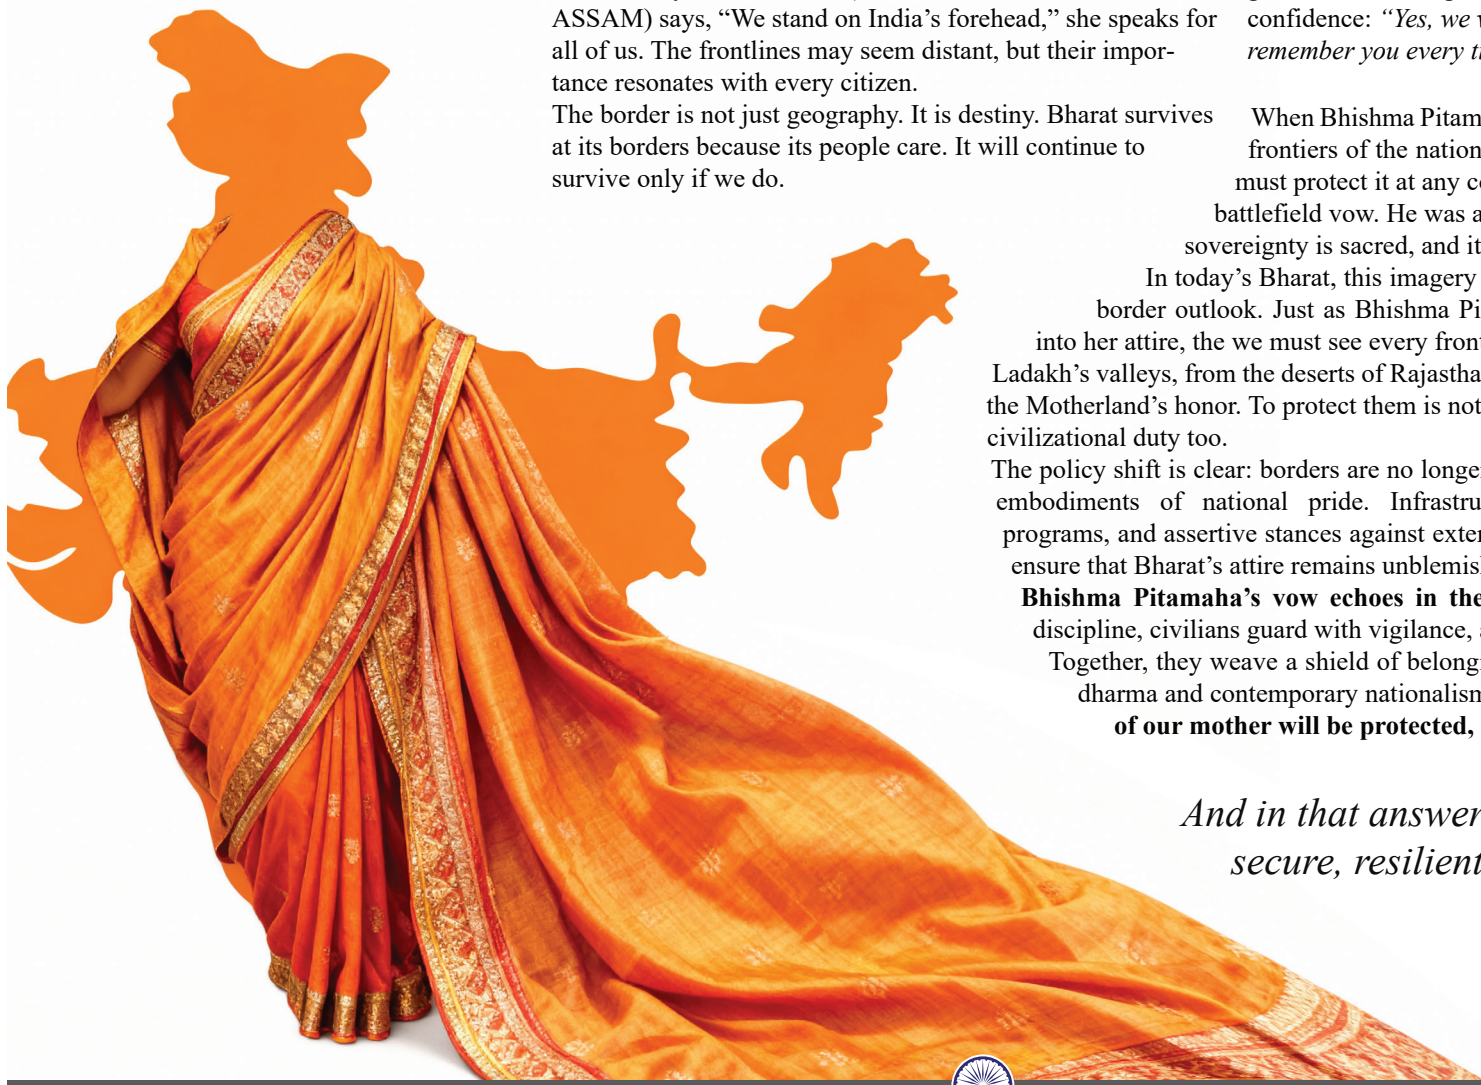 ASSAM) says, “We stand on India’s forehead,” she speaks for
all of us. The frontlines may seem distant, but their impor-
tance resonates with every citizen.
The border is not just geography. It is destiny. Bharat survives
at its borders because its people care. It will continue to
survive only if we do.
confidence: “Yes, we
remember you every
When Bhishma Pitam
frontiers of the nation
must protect it at any
battlefield vow. He was
sovereignty is sacred, and it
In today’s Bharat, this imagery
border outlook. Just as Bhishma
into her attire, the we must see every
Ladakh’s valleys, from the deserts of
the Motherland’s honor. To protect them is not
civilizational duty too.
The policy shift is clear: borders are no
embodiments of national pride.
programs, and assertive stances against
ensure that Bharat’s attire remains
Bhishma Pitamaha’s vow echoes in the
discipline, civilians guard with vigilance,
Together, they weave a shield of
dharma and contemporary
of our mother will be protected,
And in that answer
secure, resilient